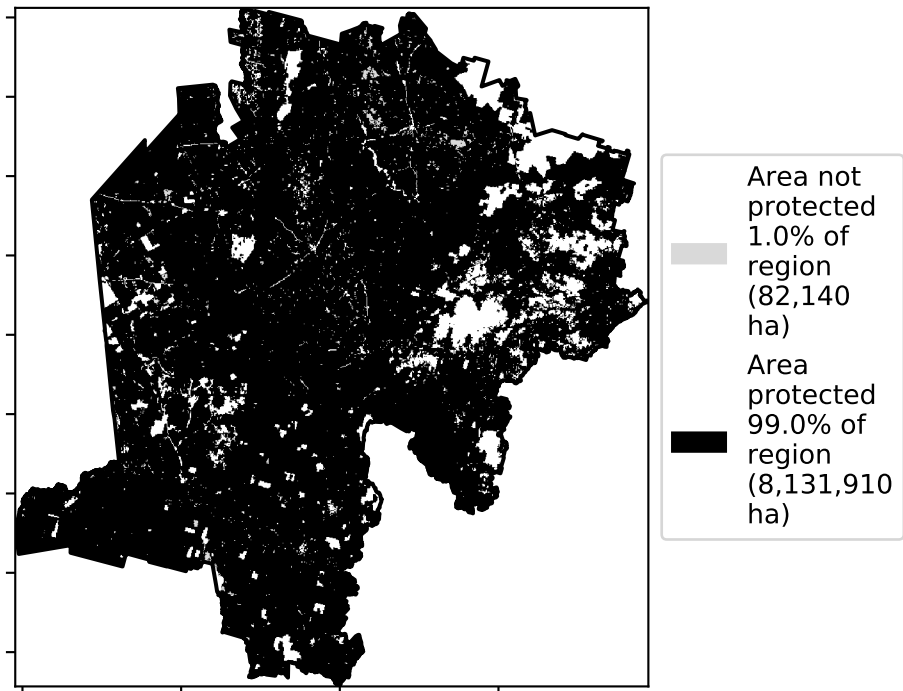 Area not
protected
1.0% of
region
(82,140
ha)
Area
protected
99.0% of
region
(8,131,910
ha)